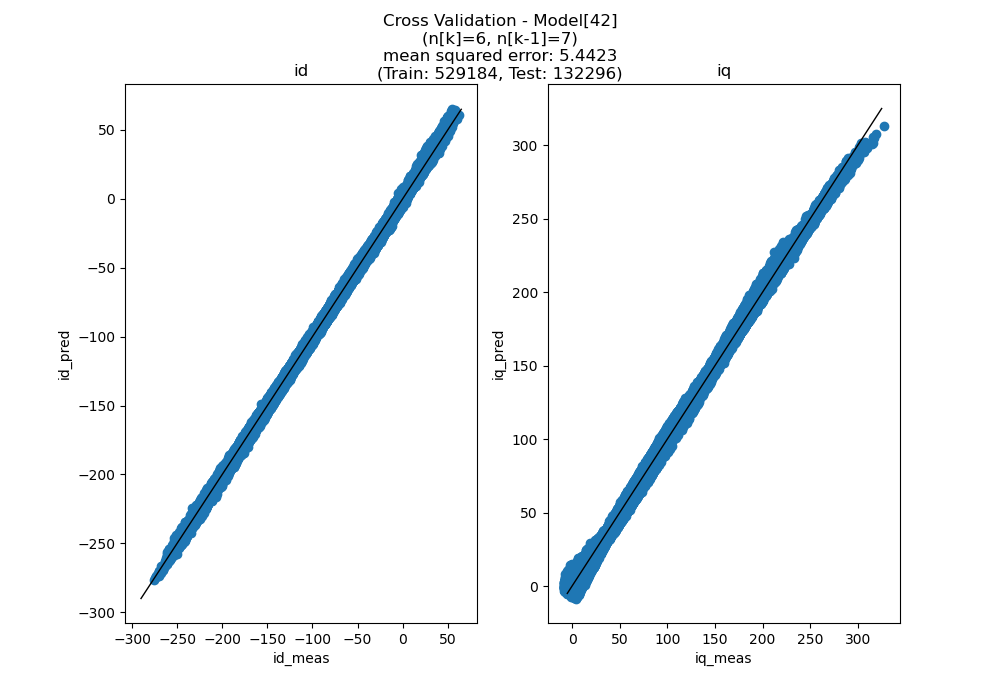 Cross Validation - Model[42]
(n[k]=6, n[k-1]=7)
mean squared error: 5.4423
(Train: 529184, Test: 132296)
id
50
0
−50
−100
−150
−200
−250
−300
id_pred
−300 −250 −200 −150 −100 −50 0 50
id_meas
iq
300
250
200
150
100
50
0
iq_pred
0 50 100 150 200 250 300
iq_meas